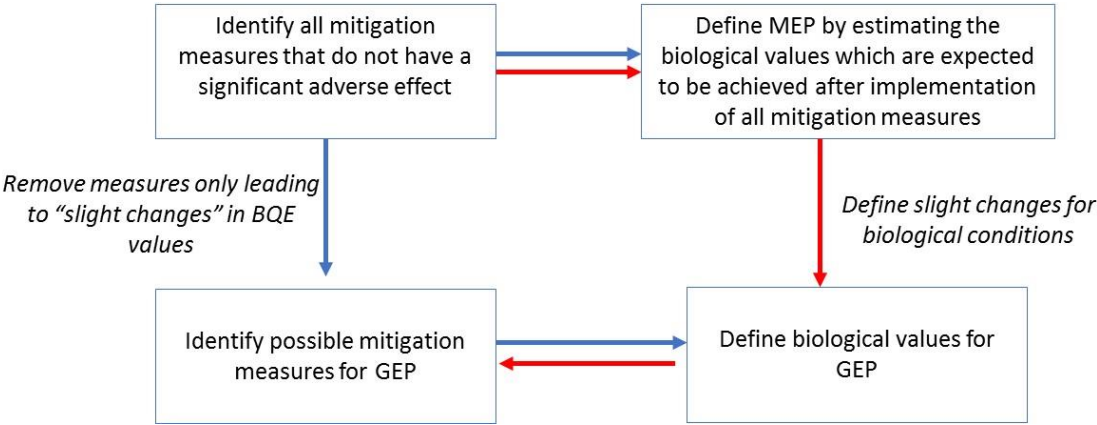 Identify all mitigation
measures that do not have a
significant adverse effect
Define MEP by estimating the
biological values which are expected
to be achieved after implementation
of all mitigation measures
Remove measures only leading
to “slight changes” in BQE
values
Define slight changes for
biological conditions
Identify possible mitigation
measures for GEP
Define biological values for
GEP